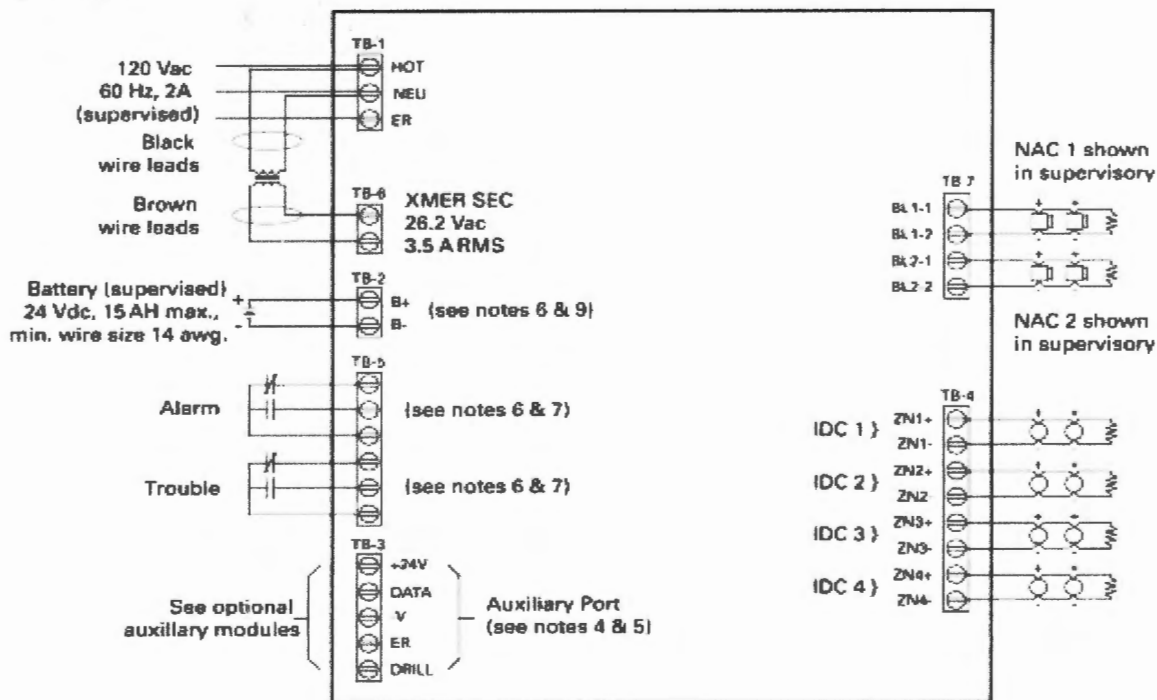 TB-1
120 Vac
60 Hz, 2A
(supervised)
HOT
NEU
ER
Black
wire leads
Brown
wire leads
TB-6
XMER SEC
26.2 Vac
3.5 A RMS
TB-2
Battery (supervised)
24 Vdc, 15 AH max.,
min. wire size 14 awg.
+
-
B+
B-
(see notes 6 & 9)
TB-5
Alarm
(see notes 6 & 7)
Trouble
(see notes 6 & 7)
TB-3
+24V
DATA
-V
ER
DRILL
See optional
auxillary modules
Auxiliary Port
(see notes 4 & 5)
NAC 1 shown
in supervisory
TB 7
BL1-1
BL1-2
BL2-1
BL2 2
+ +
+ +
NAC 2 shown
in supervisory
TB-4
IDC 1 }
ZN1+
ZN1-
+ +
IDC 2 }
ZN2+
ZN2
+ +
IDC 3 }
ZN3+
ZN3-
+ +
IDC 4 }
ZN4+
ZN4-
+ +